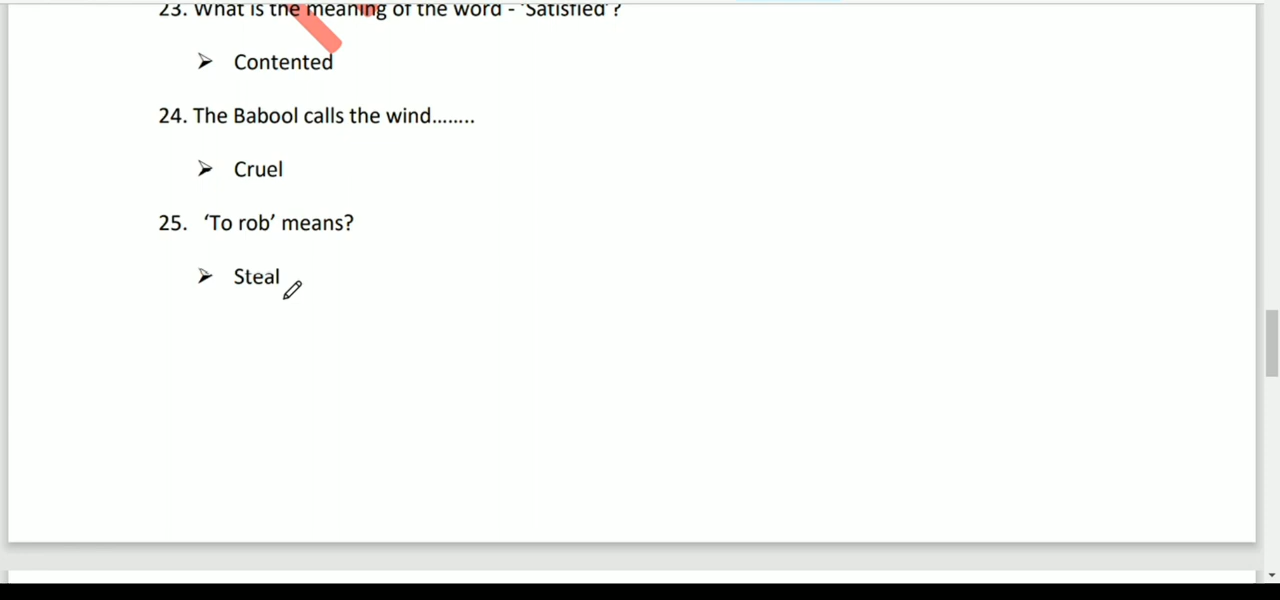 23. What is the meaning of the word - 'Satisfied'?
➢ Contented
24. The Babool calls the wind........
➢ Cruel
25. ‘To rob’ means?
➢ Steal